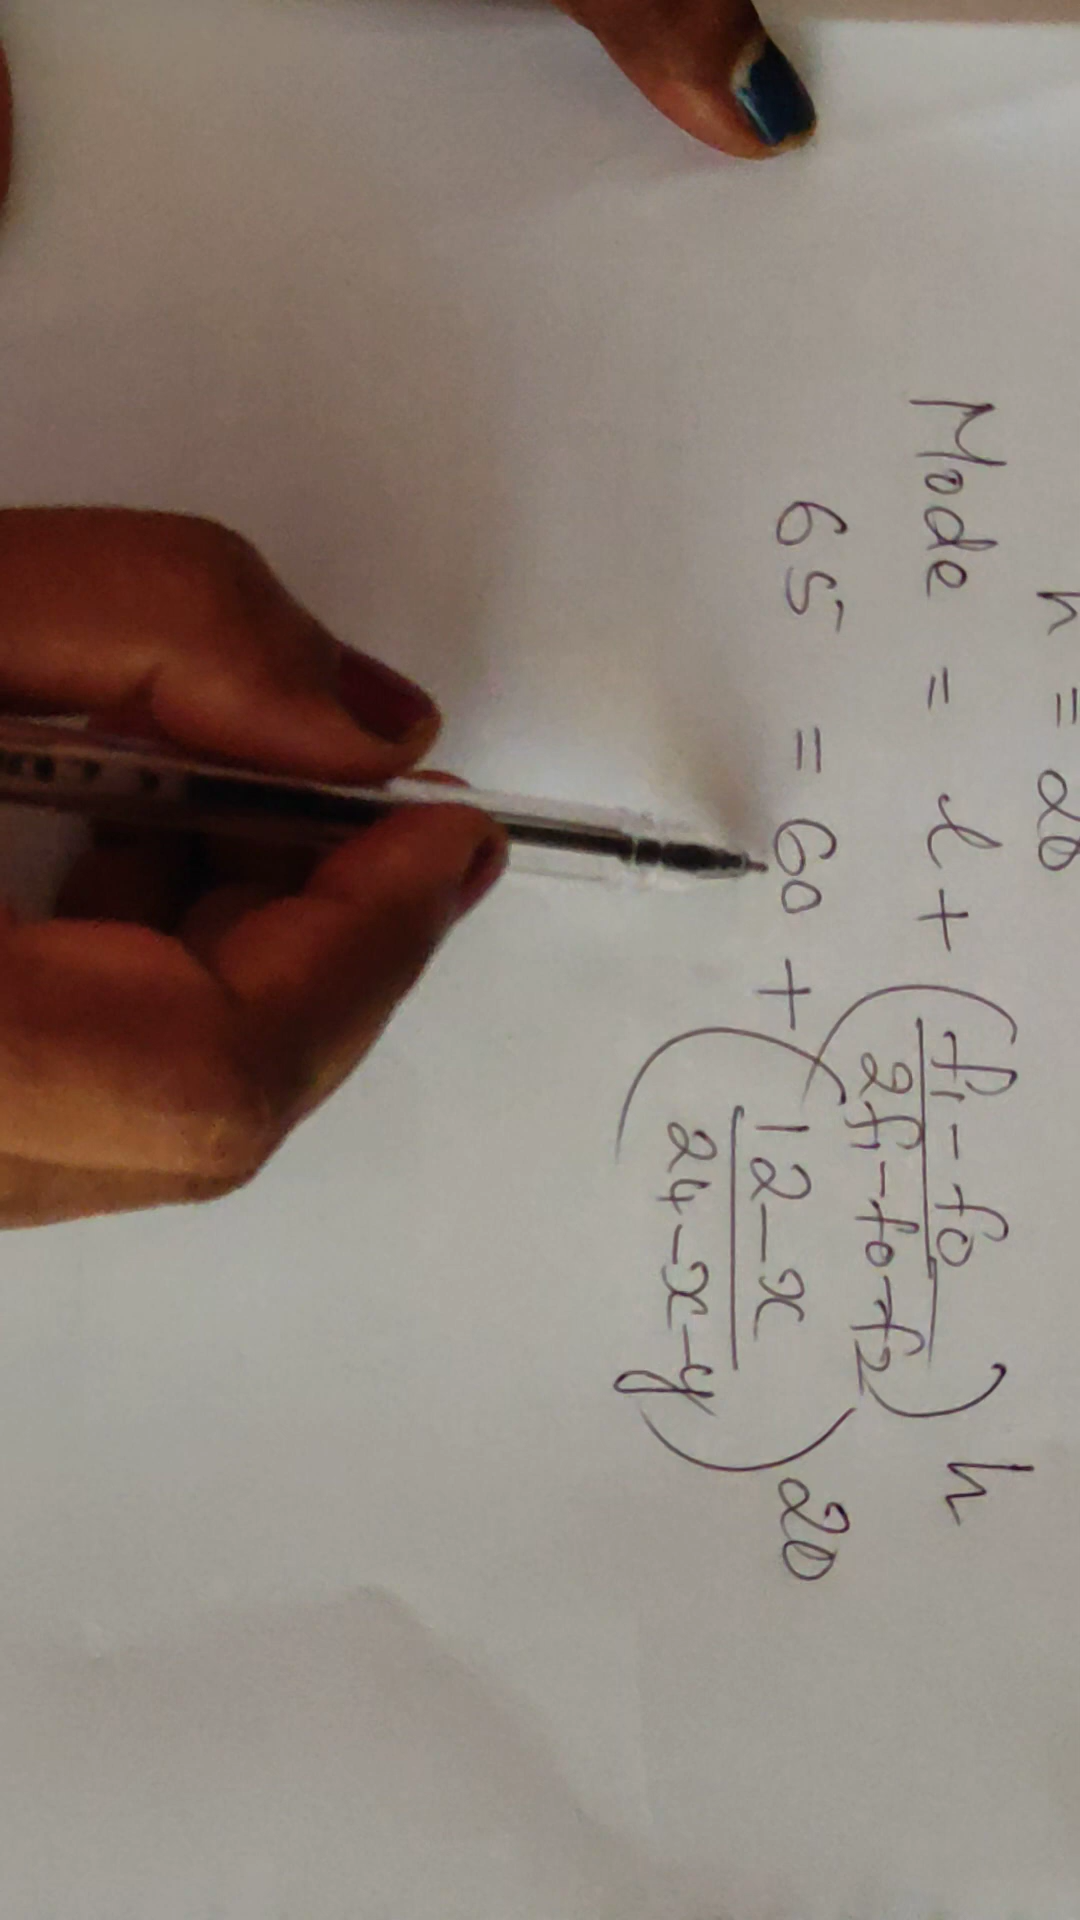 h = 20
Mode = l + (f1 - f0 / 2f1 - f0 - f2) h
65 = 60 + (12 - x / 24 - x - y) 20